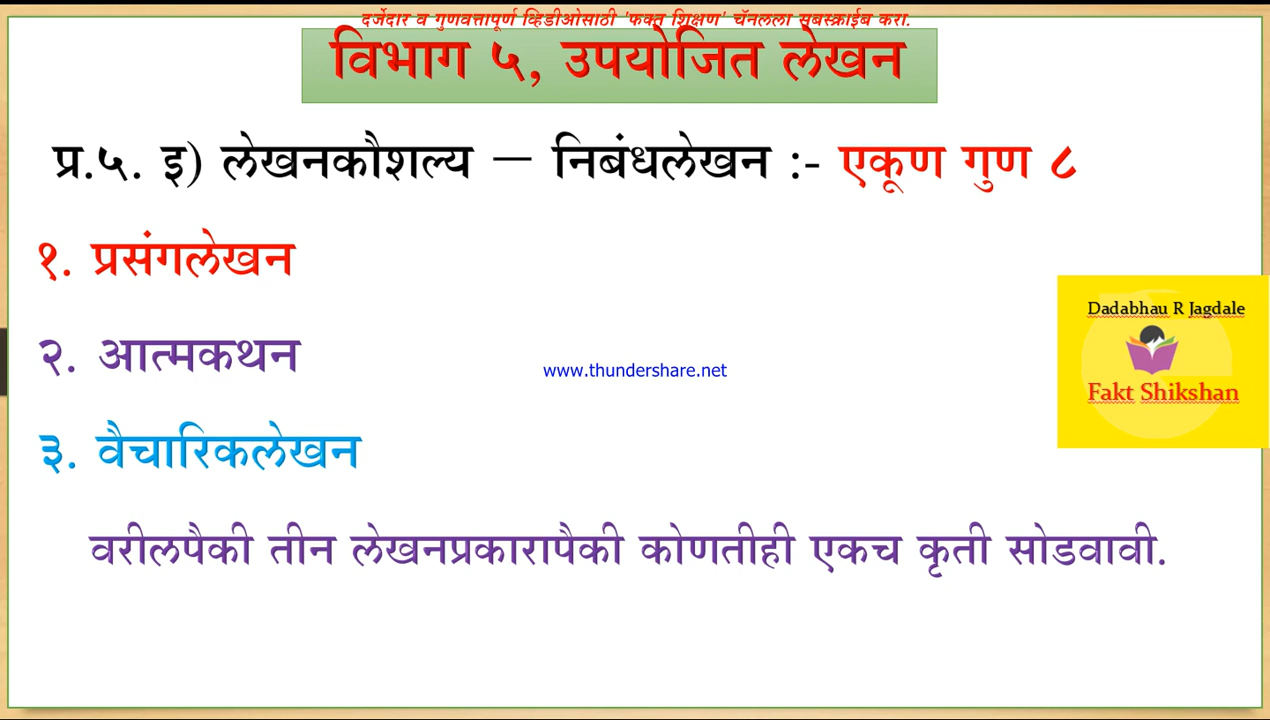 दर्जेदार व गुणवत्तापूर्ण व्हिडीओसाठी 'फक्त शिक्षण' चॅनलला सबस्क्राईब करा.
विभाग ५, उपयोजित लेखन
प्र.५. इ) लेखनकौशल्य – निबंधलेखन :- एकूण गुण ८
१. प्रसंगलेखन
Dadabhau R Jagdale
२. आत्मकथन
www.thundershare.net
Fakt Shikshan
३. वैचारिकलेखन
वरीलपैकी तीन लेखनप्रकारापैकी कोणतीही एकच कृती सोडवावी.